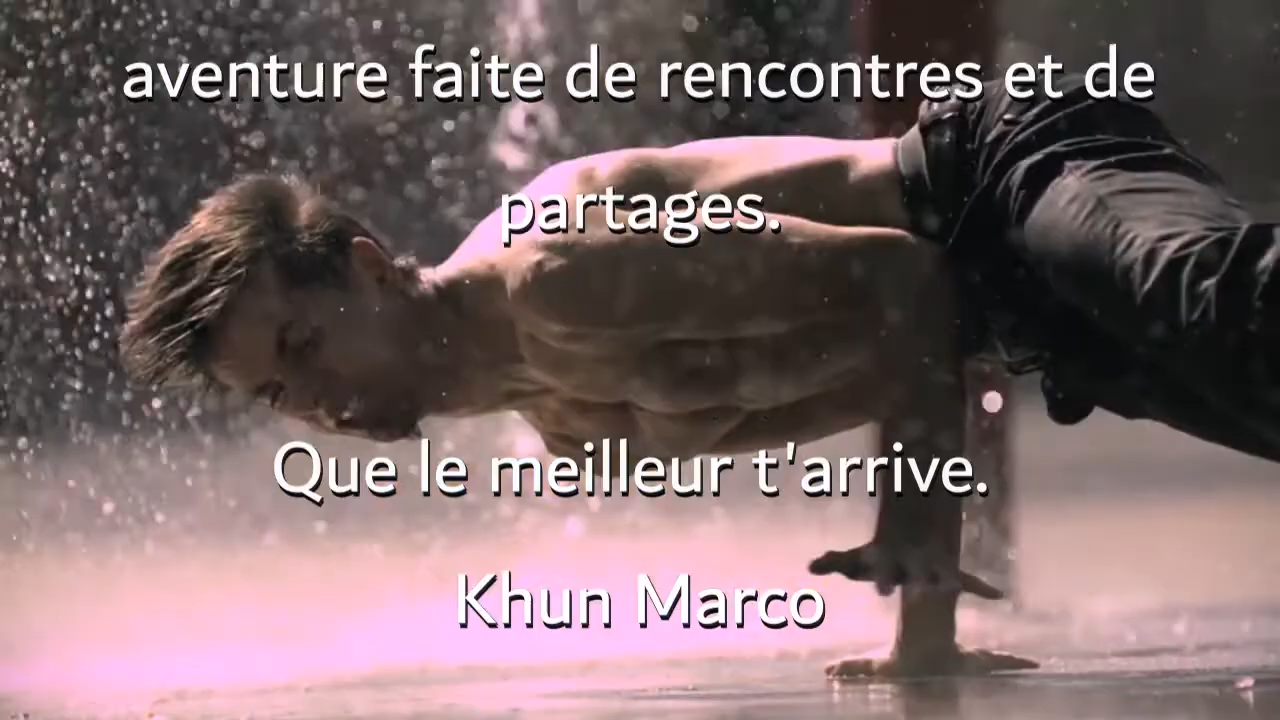 aventure faite de rencontres et de
partages.
Que le meilleur t'arrive.
Khun Marco